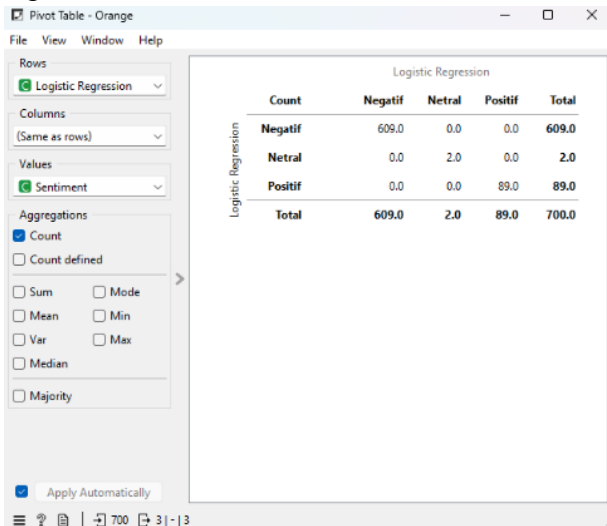 Pivot Table - Orange
File View Window Help
Rows
C Logistic Regression
Columns
(Same as rows)
Values
C Sentiment
Aggregations
Count
Count defined
Sum Mode
Mean Min
Var Max
Median
Majority
Apply Automatically
700 3 | - | 3
Logistic Regression
Count Negatif Netral Positif Total
Logistic Regression
Negatif 609.0 0.0 0.0 609.0
Netral 0.0 2.0 0.0 2.0
Positif 0.0 0.0 89.0 89.0
Total 609.0 2.0 89.0 700.0